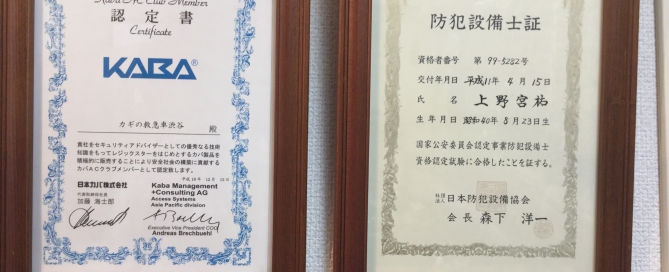 Kaba A.C Club Member
認定書
Certificate
KABA®
カギの救急車渋谷 殿
貴社をセキュリティアドバイザーとしての優秀なる技術
知識をもってレジックスターをはじめとするカバ製品を
積極的に販売することにより安全社会の構築に貢献する
カバA.Cクラブメンバーとして認定致します。
平成16年 12月 15日
日本カバ株式会社
代表取締役社長
加藤 海士郎
Kaba Management
+Consulting AG
Access Systems
Asia Pacific division
Executive Vice President COO
Andreas Brechbuehl
防犯設備士証
資格者番号 第 99-5282号
交付年月日 平成11年 4月 15日
氏名 上野宮祐
生年月日 昭和40年 8月23日生
国家公安委員会認定事業防犯設備士
資格認定試験に合格したことを証する。
社団法人 日本防犯設備協会
会長 森下 洋一